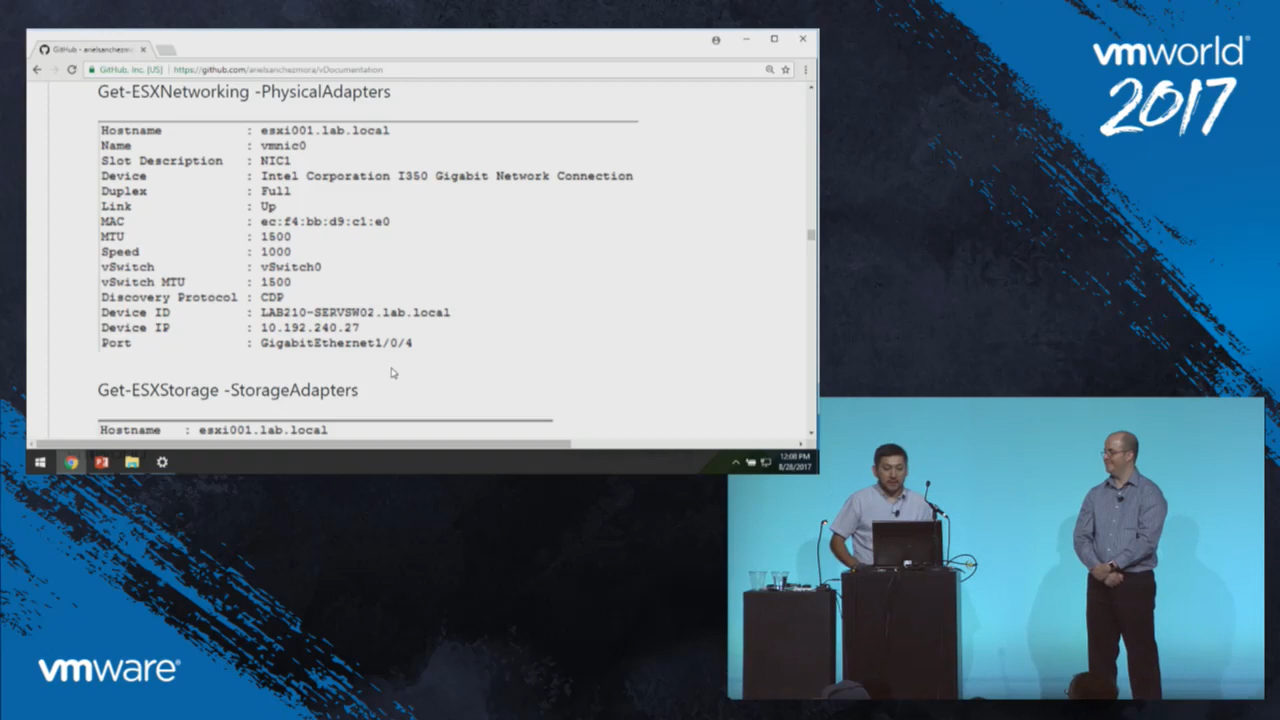 GitHub - arielsanchezmo
GitHub, Inc. [US]
https://github.com/arielsanchezmora/vDocumentation
Get-ESXNetworking -PhysicalAdapters
Hostname : esxi001.lab.local
Name : vmnic0
Slot Description : NIC1
Device : Intel Corporation I350 Gigabit Network Connection
Duplex : Full
Link : Up
MAC : ec:f4:bb:d9:c1:e0
MTU : 1500
Speed : 1000
vSwitch : vSwitch0
vSwitch MTU : 1500
Discovery Protocol : CDP
Device ID : LAB210-SERVSW02.lab.local
Device IP : 10.192.240.27
Port : GigabitEthernet1/0/4
Get-ESXStorage -StorageAdapters
Hostname : esxi001.lab.local
12:08 PM
8/28/2017
vmworld®
2017
vmware®